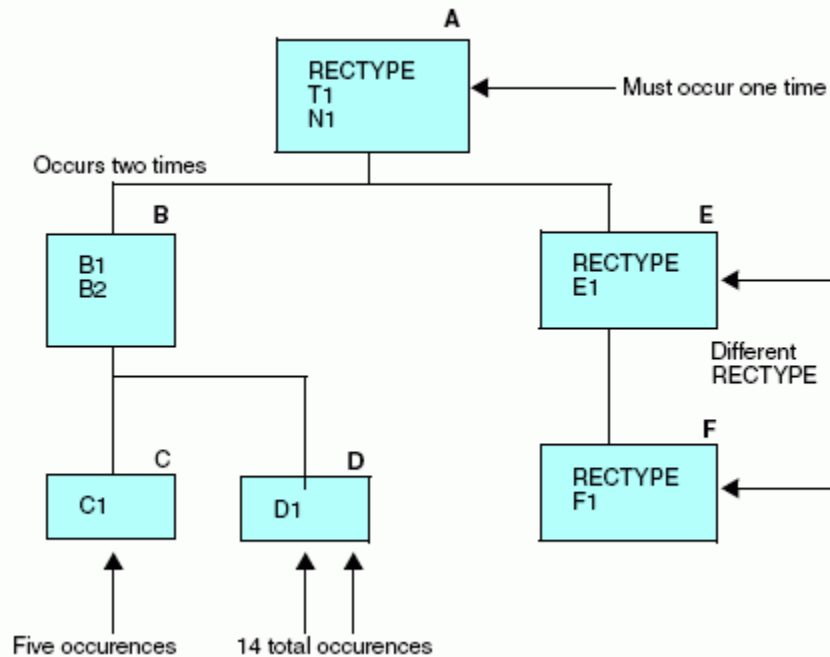 A
RECTYPE
T1
N1
Must occur one time
Occurs two times
B
B1
B2
E
RECTYPE
E1
Different
RECTYPE
C
C1
D
D1
F
RECTYPE
F1
Five occurences
14 total occurences